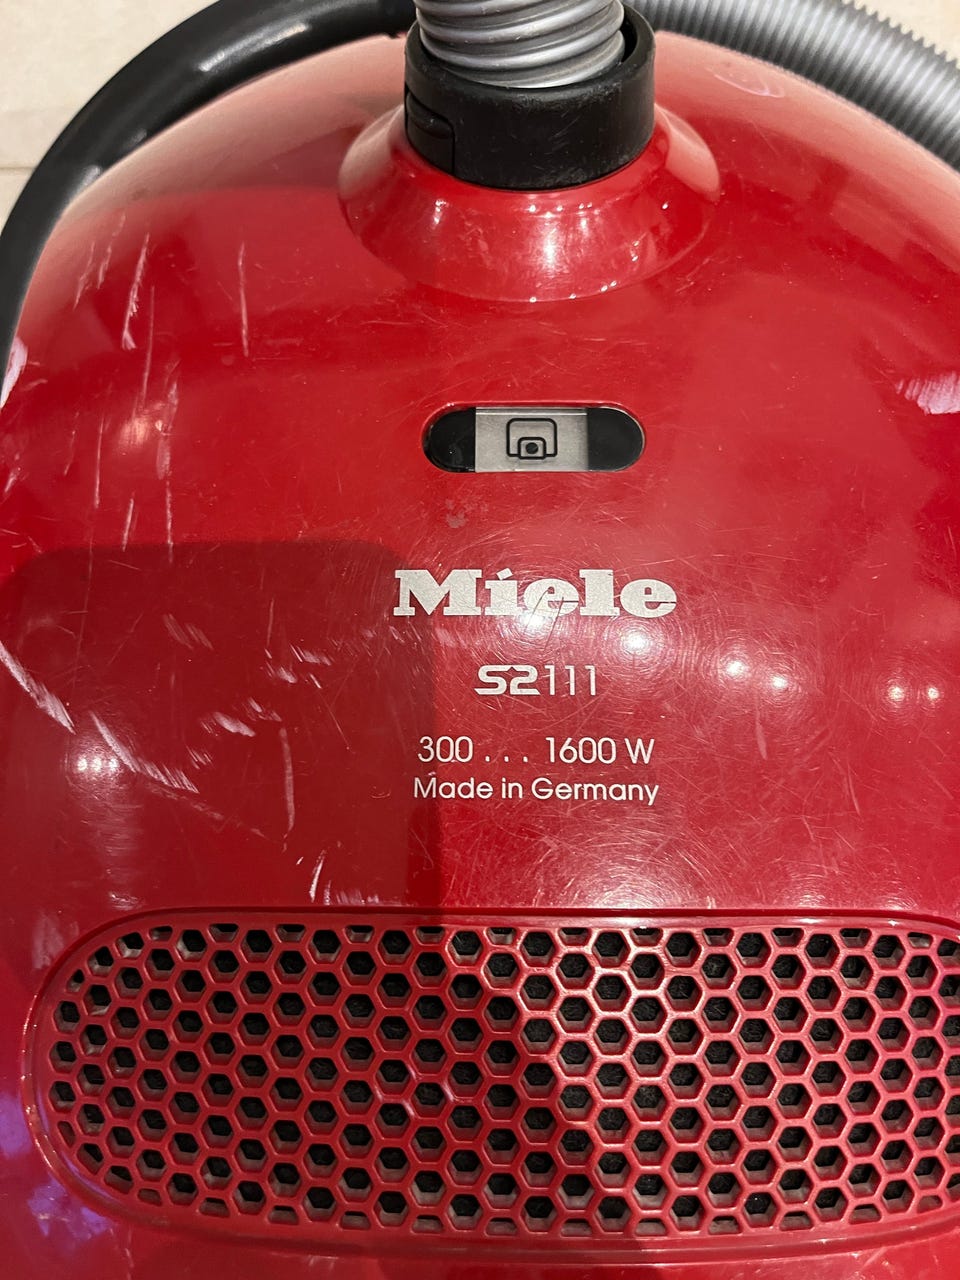 Miele
S2111
300 . . . 1600 W
Made in Germany